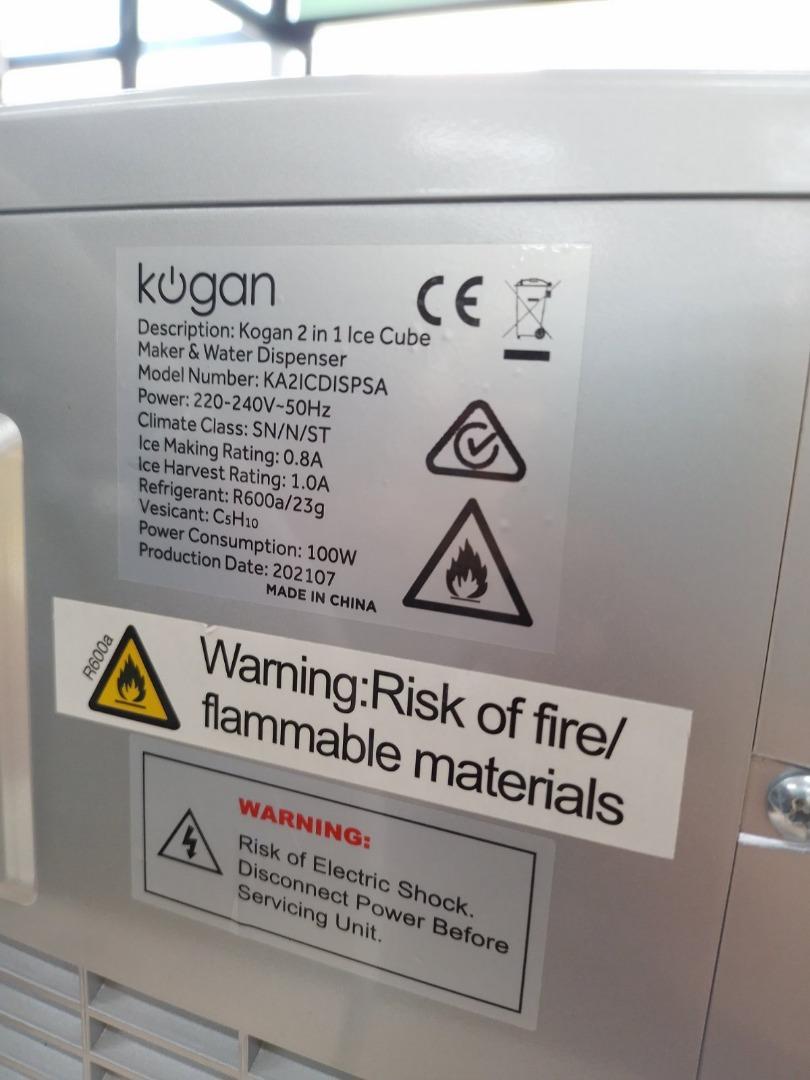 kogan
CE
Description: Kogan 2 in 1 Ice Cube
Maker & Water Dispenser
Model Number: KA2ICDISPSA
Power: 220-240V~50Hz
Climate Class: SN/N/ST
Ice Making Rating: 0.8A
Ice Harvest Rating: 1.0A
Refrigerant: R600a/23g
Vesicant: C₅H₁₀
Power Consumption: 100W
Production Date: 202107
MADE IN CHINA
R600a
Warning:Risk of fire/
flammable materials
WARNING:
Risk of Electric Shock.
Disconnect Power Before
Servicing Unit.